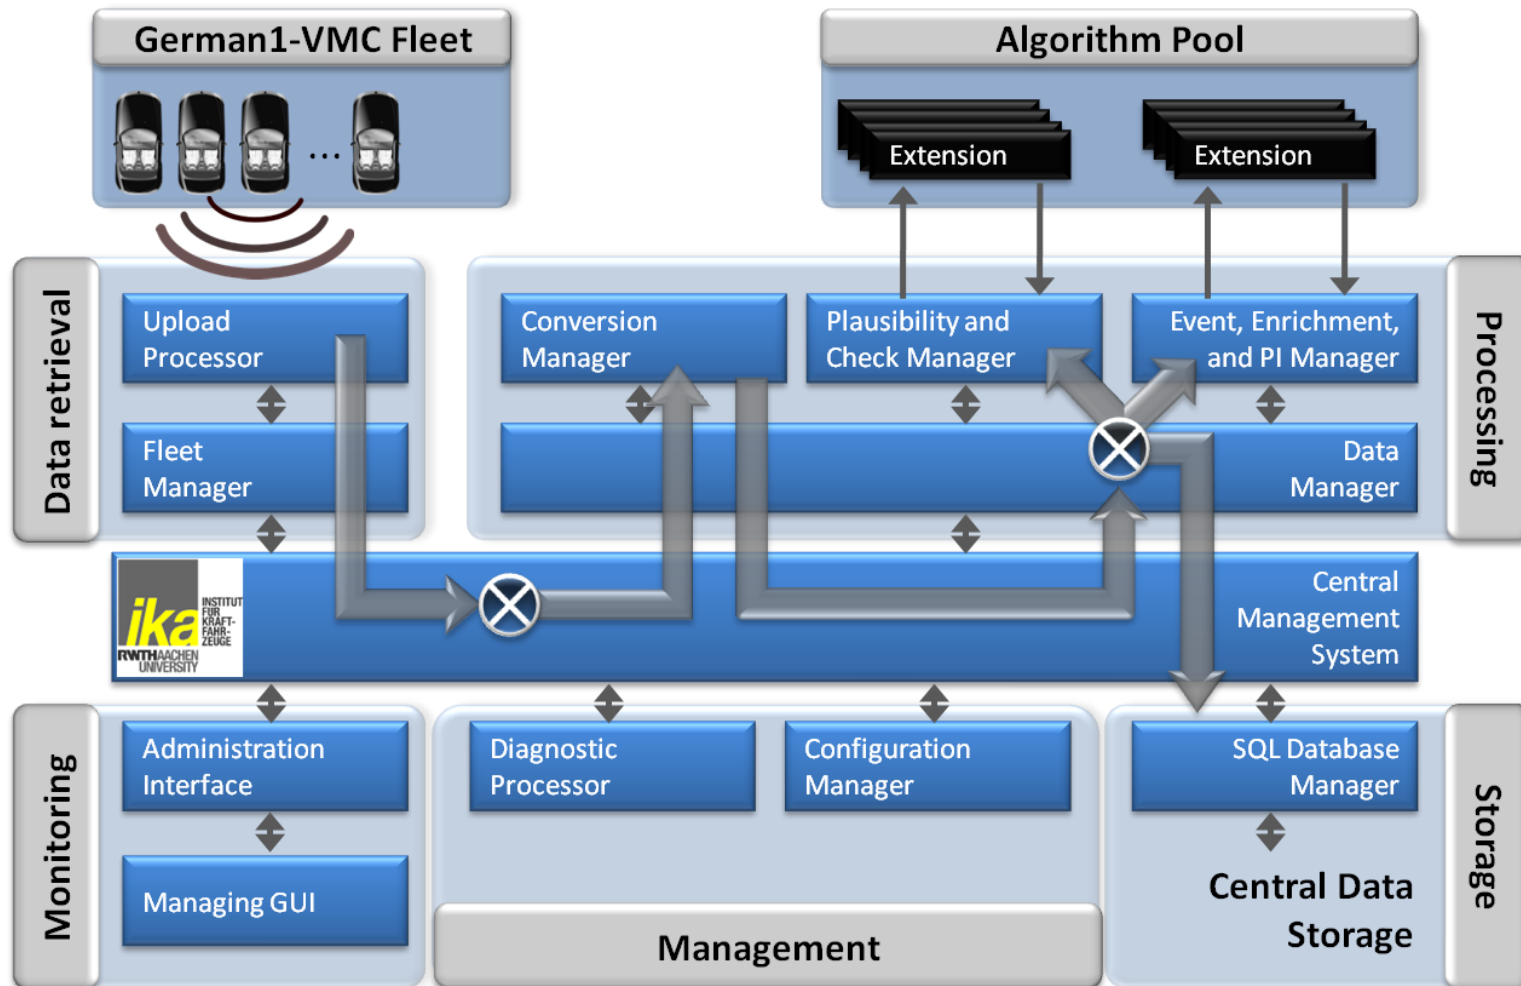 German1-VMC Fleet
Algorithm Pool
...
Extension
Extension
Data retrieval
Upload
Processor
Fleet
Manager
Conversion
Manager
Plausibility and
Check Manager
Event, Enrichment,
and PI Manager
Data
Manager
Processing
ika
INSTITUT
FÜR
KRAFT-
FAHR-
ZEUGE
RWTHAACHEN
UNIVERSITY
Central
Management
System
Monitoring
Administration
Interface
Managing GUI
Diagnostic
Processor
Configuration
Manager
Management
SQL Database
Manager
Central Data
Storage
Storage